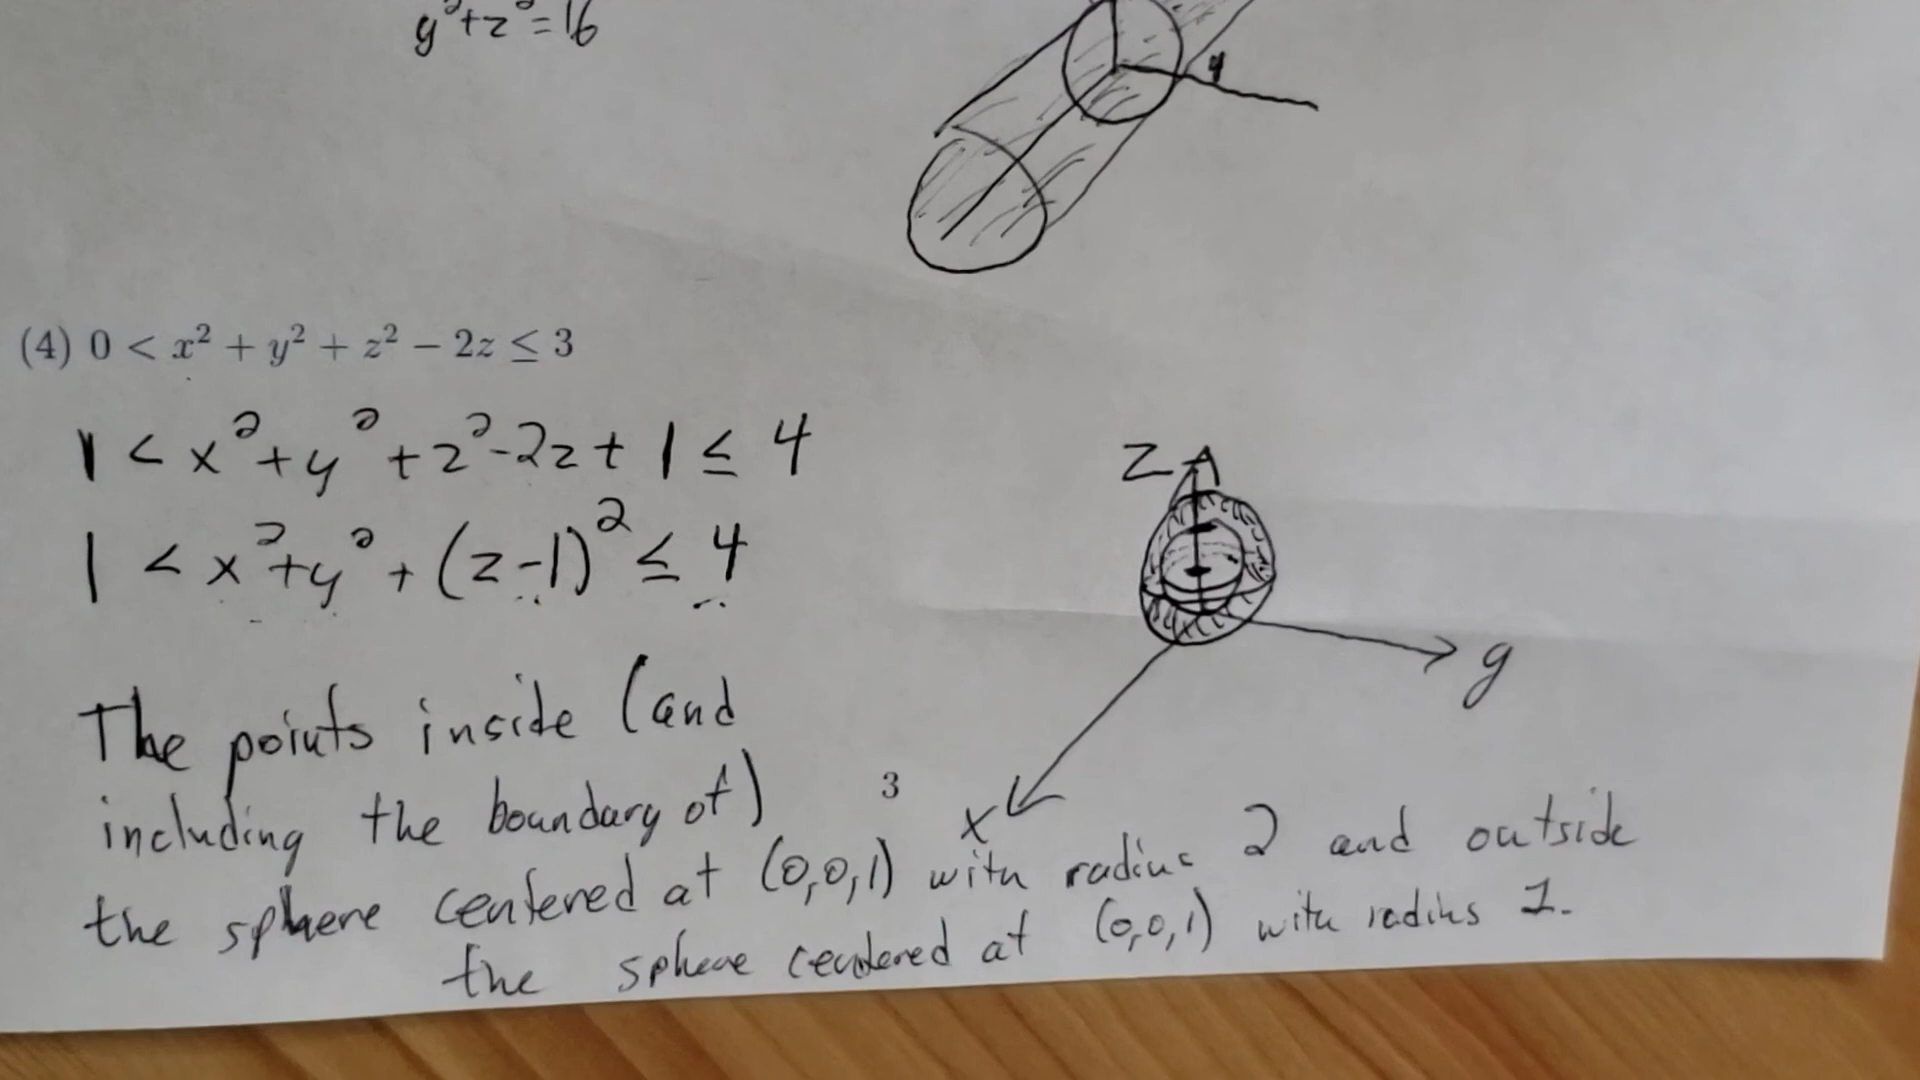 y²+z²=16
4
(4) 0 < x² + y² + z² − 2z ≤ 3
1 < x²+y²+z²-2z+1 ≤ 4
1 < x²+y²+(z-1)² ≤ 4
z
y
x
The points inside (and
including the boundary of)
3
the sphere centered at (0,0,1) with radius 2 and outside
the sphere centered at (0,0,1) with radius 1.